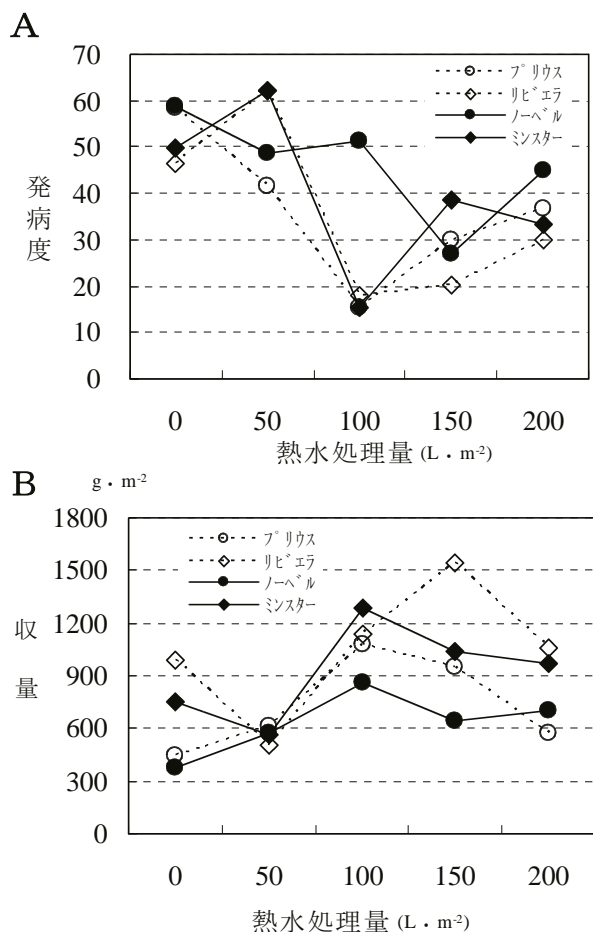 A
70
60
50
40
30
20
10
0
発病度
プリウス
リビエラ
ノーベル
ミンスター
0 50 100 150 200
熱水処理量 (L・m-2)
B
g・m-2
1800
1500
1200
900
600
300
0
収量
プリウス
リビエラ
ノーベル
ミンスター
0 50 100 150 200
熱水処理量 (L・m-2)